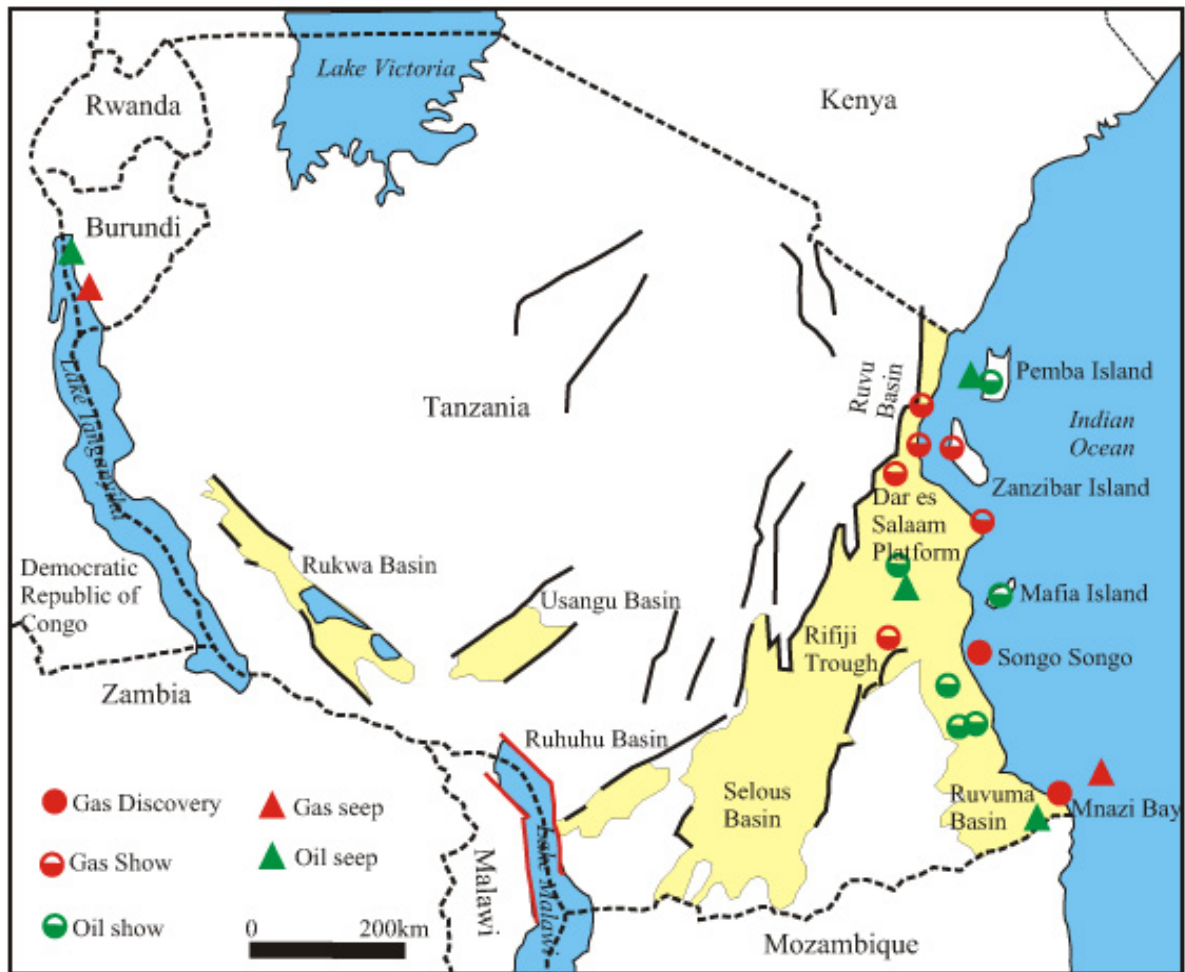 Lake Victoria
Rwanda
Kenya
Burundi
Lake Tanganyika
Tanzania
Ruvu
Basin
Pemba Island
Indian
Ocean
Zanzibar Island
Dar es
Salaam
Platform
Democratic
Republic of
Congo
Rukwa Basin
Usangu Basin
Mafia Island
Rifiji
Trough
Songo Songo
Zambia
Ruhuhu Basin
Selous
Basin
Ruvuma
Basin
Mnazi Bay
Malawi
Lake Malawi
Mozambique
Gas Discovery
Gas seep
Gas Show
Oil seep
Oil show
0
200km